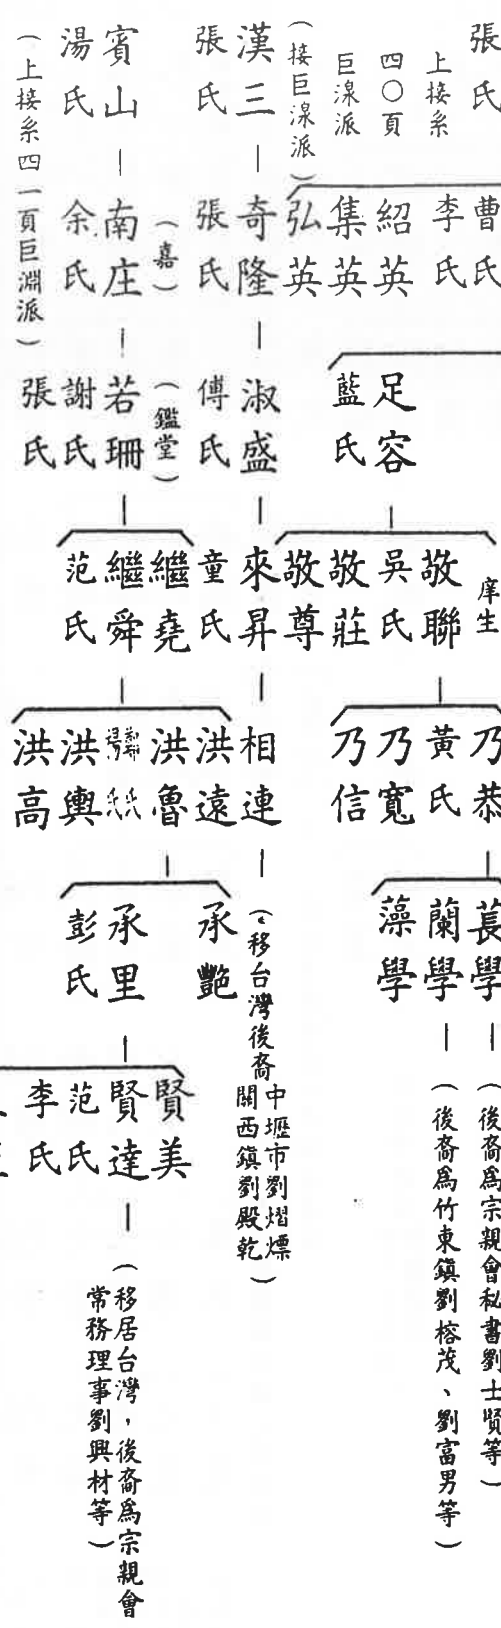 張氏
上接系
四〇頁
巨湶派
(接巨湶派)
漢三
張氏
賓山
湯氏
(上接系四一頁巨淵派)
曹氏
李氏
紹英
集英
弘英
奇隆
張氏
(嘉)
南庄
余氏
足容
藍氏
淑盛
傅氏
(鑑堂)
若珊
謝氏
張氏
庠生
敬聯
吳氏
敬莊
敬尊
來昇
童氏
繼堯
繼舜
范氏
乃恭
黃氏
乃寬
乃信
相連
洪遠
洪魯
洪輿
洪高
萇學
蘭學
藻學
(移台灣後裔
中壢市劉熠煙
關西鎮劉殿乾)
承艷
承里
彭氏
(後裔為宗親會秘書劉士賢等)
(後裔為竹東鎮劉榕茂、劉富男等)
賢美
賢達
范氏
李氏
(移居台灣，後裔為宗親會
常務理事劉興材等)